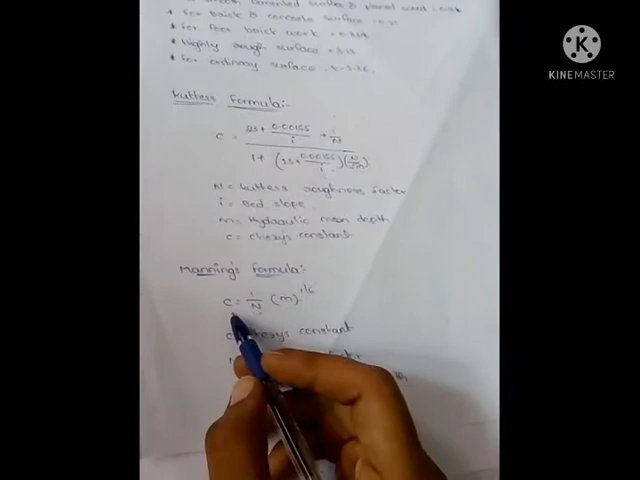 * for brick & concrete surface
* for Poor brick work
* Highly rough surface
* for ordinary surface
KINEMASTER
Kutters Formula:-
C = 23 + 0.00155/i + 1/N
1 + (23 + 0.00155/i) (N/√m)
N = Kutters roughness factor
i = Bed slope
m = Hydraulic mean depth
C = Chezy's constant
Manning's Formula:-
C = 1/N (m)^1/6
Chezy's constant